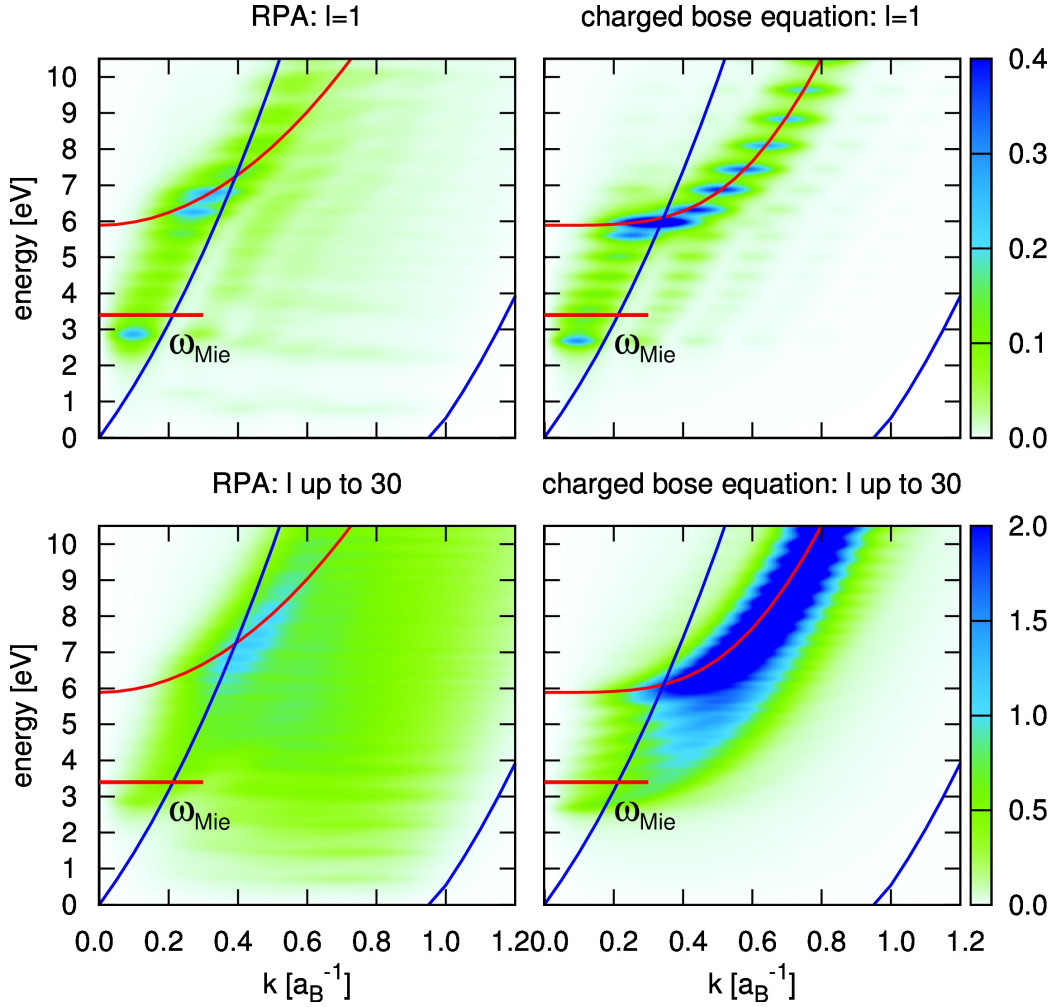 RPA: l=1
charged bose equation: l=1
energy [eV]
10
9
8
7
6
5
4
3
2
1
0
ωMie
ωMie
0.4
0.3
0.2
0.1
0.0
RPA: l up to 30
charged bose equation: l up to 30
energy [eV]
10
9
8
7
6
5
4
3
2
1
0
ωMie
ωMie
2.0
1.5
1.0
0.5
0.0
0.0 0.2 0.4 0.6 0.8 1.0 1.20.0 0.2 0.4 0.6 0.8 1.0 1.2
k [aB-1]
k [aB-1]